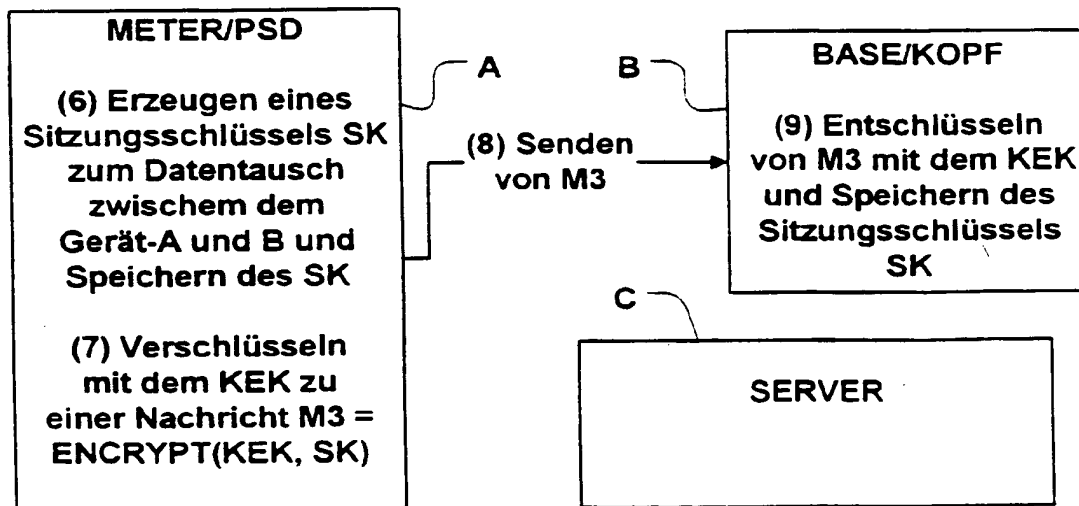 METER/PSD
(6) Erzeugen eines
Sitzungsschlüssels SK
zum Datentausch
zwischem dem
Gerät-A und B und
Speichern des SK
(7) Verschlüsseln
mit dem KEK zu
einer Nachricht M3 =
ENCRYPT(KEK, SK)
A
(8) Senden
von M3
B
BASE/KOPF
(9) Entschlüsseln
von M3 mit dem KEK
und Speichern des
Sitzungsschlüssels
SK
C
SERVER